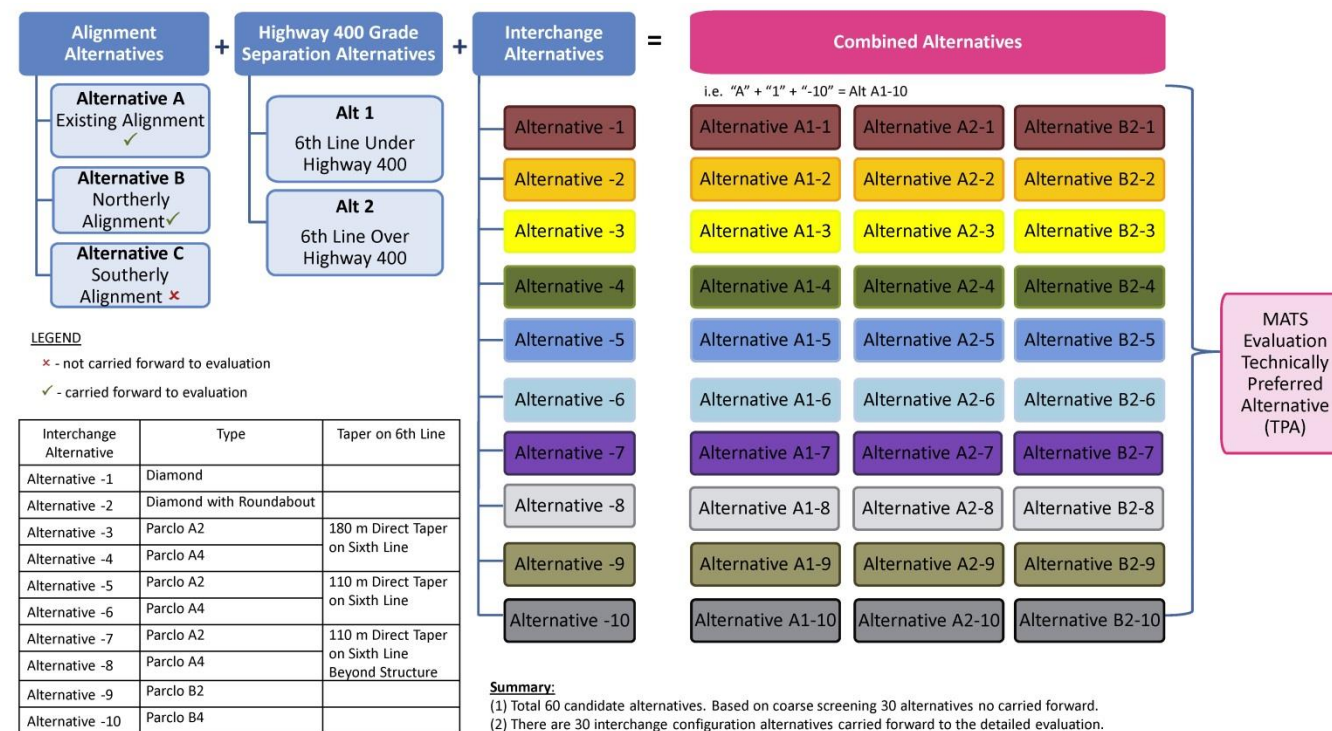 Alignment
Alternatives
+
Highway 400 Grade
Separation Alternatives
+
Interchange
Alternatives
=
Combined Alternatives
Alternative A
Existing Alignment
✓
Alternative B
Northerly
Alignment✓
Alternative C
Southerly
Alignment ×
Alt 1
6th Line Under
Highway 400
Alt 2
6th Line Over
Highway 400
i.e. “A” + “1” + “-10” = Alt A1-10
Alternative -1 Alternative A1-1 Alternative A2-1 Alternative B2-1
Alternative -2 Alternative A1-2 Alternative A2-2 Alternative B2-2
Alternative -3 Alternative A1-3 Alternative A2-3 Alternative B2-3
Alternative -4 Alternative A1-4 Alternative A2-4 Alternative B2-4
Alternative -5 Alternative A1-5 Alternative A2-5 Alternative B2-5
Alternative -6 Alternative A1-6 Alternative A2-6 Alternative B2-6
Alternative -7 Alternative A1-7 Alternative A2-7 Alternative B2-7
Alternative -8 Alternative A1-8 Alternative A2-8 Alternative B2-8
Alternative -9 Alternative A1-9 Alternative A2-9 Alternative B2-9
Alternative -10 Alternative A1-10 Alternative A2-10 Alternative B2-10
MATS
Evaluation
Technically
Preferred
Alternative
(TPA)
LEGEND
× - not carried forward to evaluation
✓ - carried forward to evaluation
Interchange
Alternative
Type
Taper on 6th Line
Alternative -1 Diamond
Alternative -2 Diamond with Roundabout
Alternative -3 Parclo A2
Alternative -4 Parclo A4
180 m Direct Taper
on Sixth Line
Alternative -5 Parclo A2
Alternative -6 Parclo A4
110 m Direct Taper
on Sixth Line
Alternative -7 Parclo A2
Alternative -8 Parclo A4
110 m Direct Taper
on Sixth Line
Beyond Structure
Alternative -9 Parclo B2
Alternative -10 Parclo B4
Summary:
(1) Total 60 candidate alternatives. Based on coarse screening 30 alternatives no carried forward.
(2) There are 30 interchange configuration alternatives carried forward to the detailed evaluation.